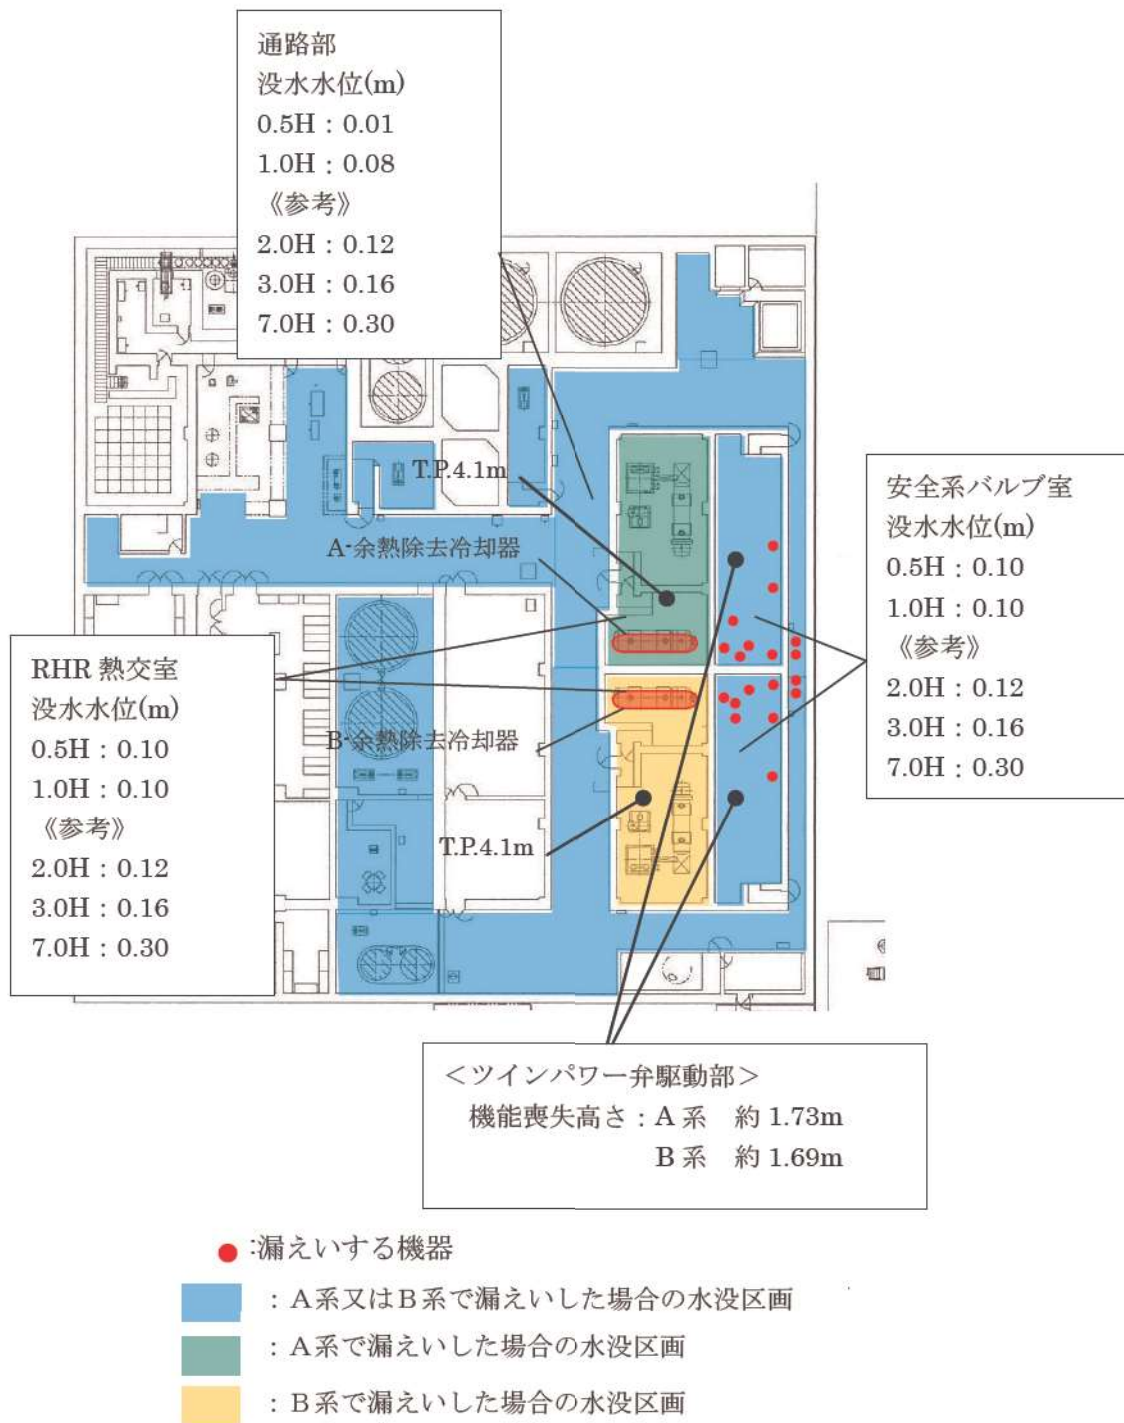 通路部
没水水位(m)
0.5H：0.01
1.0H：0.08
《参考》
2.0H：0.12
3.0H：0.16
7.0H：0.30
T.P.4.1m
A-余熱除去冷却器
安全系バルブ室
没水水位(m)
0.5H：0.10
1.0H：0.10
《参考》
2.0H：0.12
3.0H：0.16
7.0H：0.30
RHR 熱交室
没水水位(m)
0.5H：0.10
1.0H：0.10
《参考》
2.0H：0.12
3.0H：0.16
7.0H：0.30
B-余熱除去冷却器
T.P.4.1m
＜ツインパワー弁駆動部＞
機能喪失高さ：A 系　約 1.73m
B 系　約 1.69m
:漏えいする機器
：A系又はB系で漏えいした場合の水没区画
：A系で漏えいした場合の水没区画
：B系で漏えいした場合の水没区画